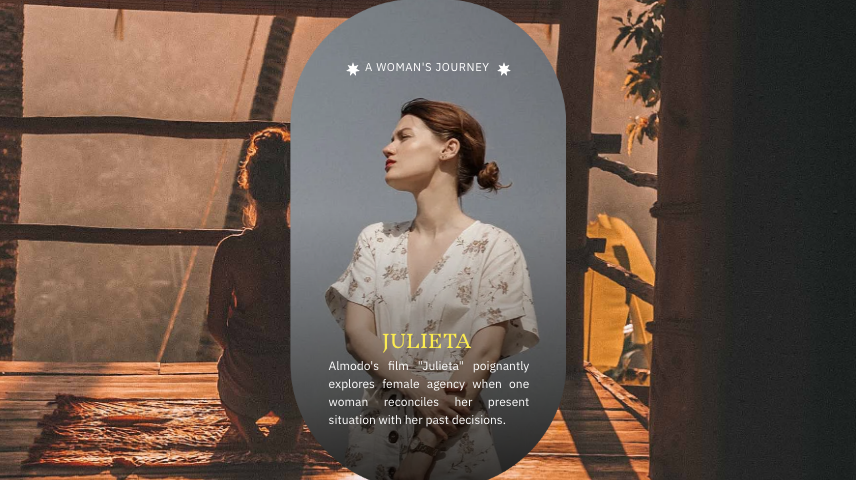 A WOMAN'S JOURNEY
JULIETA
Almodo's film "Julieta" poignantly
explores female agency when one
woman reconciles her present
situation with her past decisions.